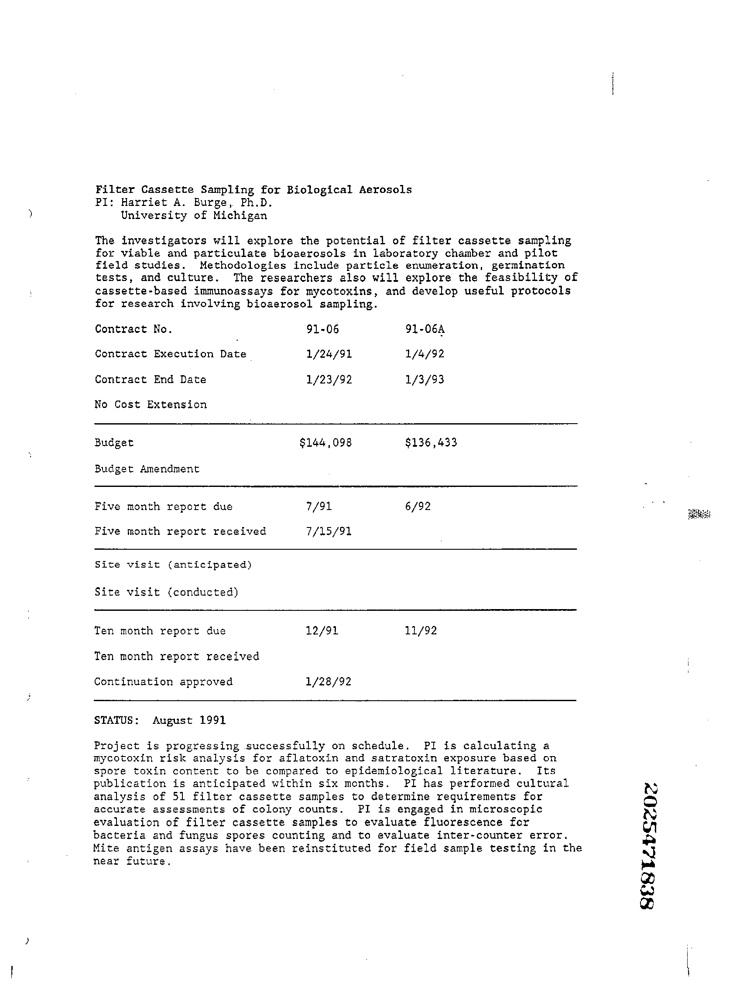 Filter Cassette Sampling for Biological Aerosols
PI: Harriet A. Burge, Ph.D.
University of Michigan
The investigators will explore the potential of filter cassette sampling
for viable and particulate bioaerosols in laboratory chamber and pilot
field studies. Methodologies include particle enumeration, germination
tests, and culture. The researchers also will explore the feasibility of
cassette-based immunoassays for mycotoxins, and develop useful protocols
for research involving bioaerosol sampling.
Contract No. 91-06 91-06A
Contract Execution Date 1/24/91 1/4/92
Contract End Date 1/23/92 1/3/93
No Cost Extension
Budget $144,098 $136,433
Budget Amendment
Five month report due 7/91 6/92
Five month report received 7/15/91
Site visit (anticipated)
Site visit (conducted)
Ten month report due 12/91 11/92
Ten month report received
Continuation approved 1/28/92
STATUS: August 1991
Project is progressing successfully on schedule. PI is calculating a
mycotoxin risk analysis for aflatoxin and satratoxin exposure based on
spore toxin content to be compared to epidemiological literature. Its
publication is anticipated within six months. PI has performed cultural
analysis of 51 filter cassette samples to determine requirements for
accurate assessments of colony counts. PI is engaged in microscopic
evaluation of filter cassette samples to evaluate fluorescence for
bacteria and fungus spores counting and to evaluate inter-counter error.
Mite antigen assays have been reinstituted for field sample testing in the
near future.
2025471838